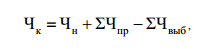 Чк = Чн + ΣЧпр − ΣЧвыб,